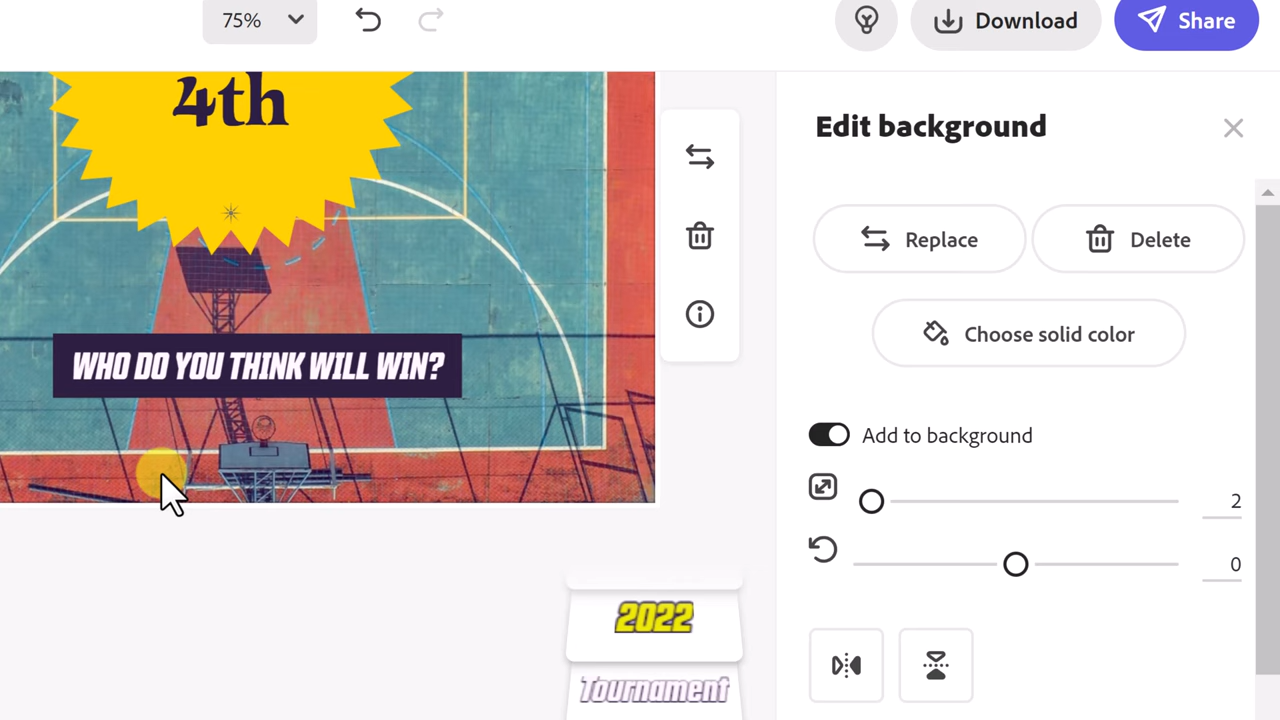 75%
Download
Share
Edit background
4th
Replace
Delete
Choose solid color
WHO DO YOU THINK WILL WIN?
Add to background
2
0
2022
Tournament